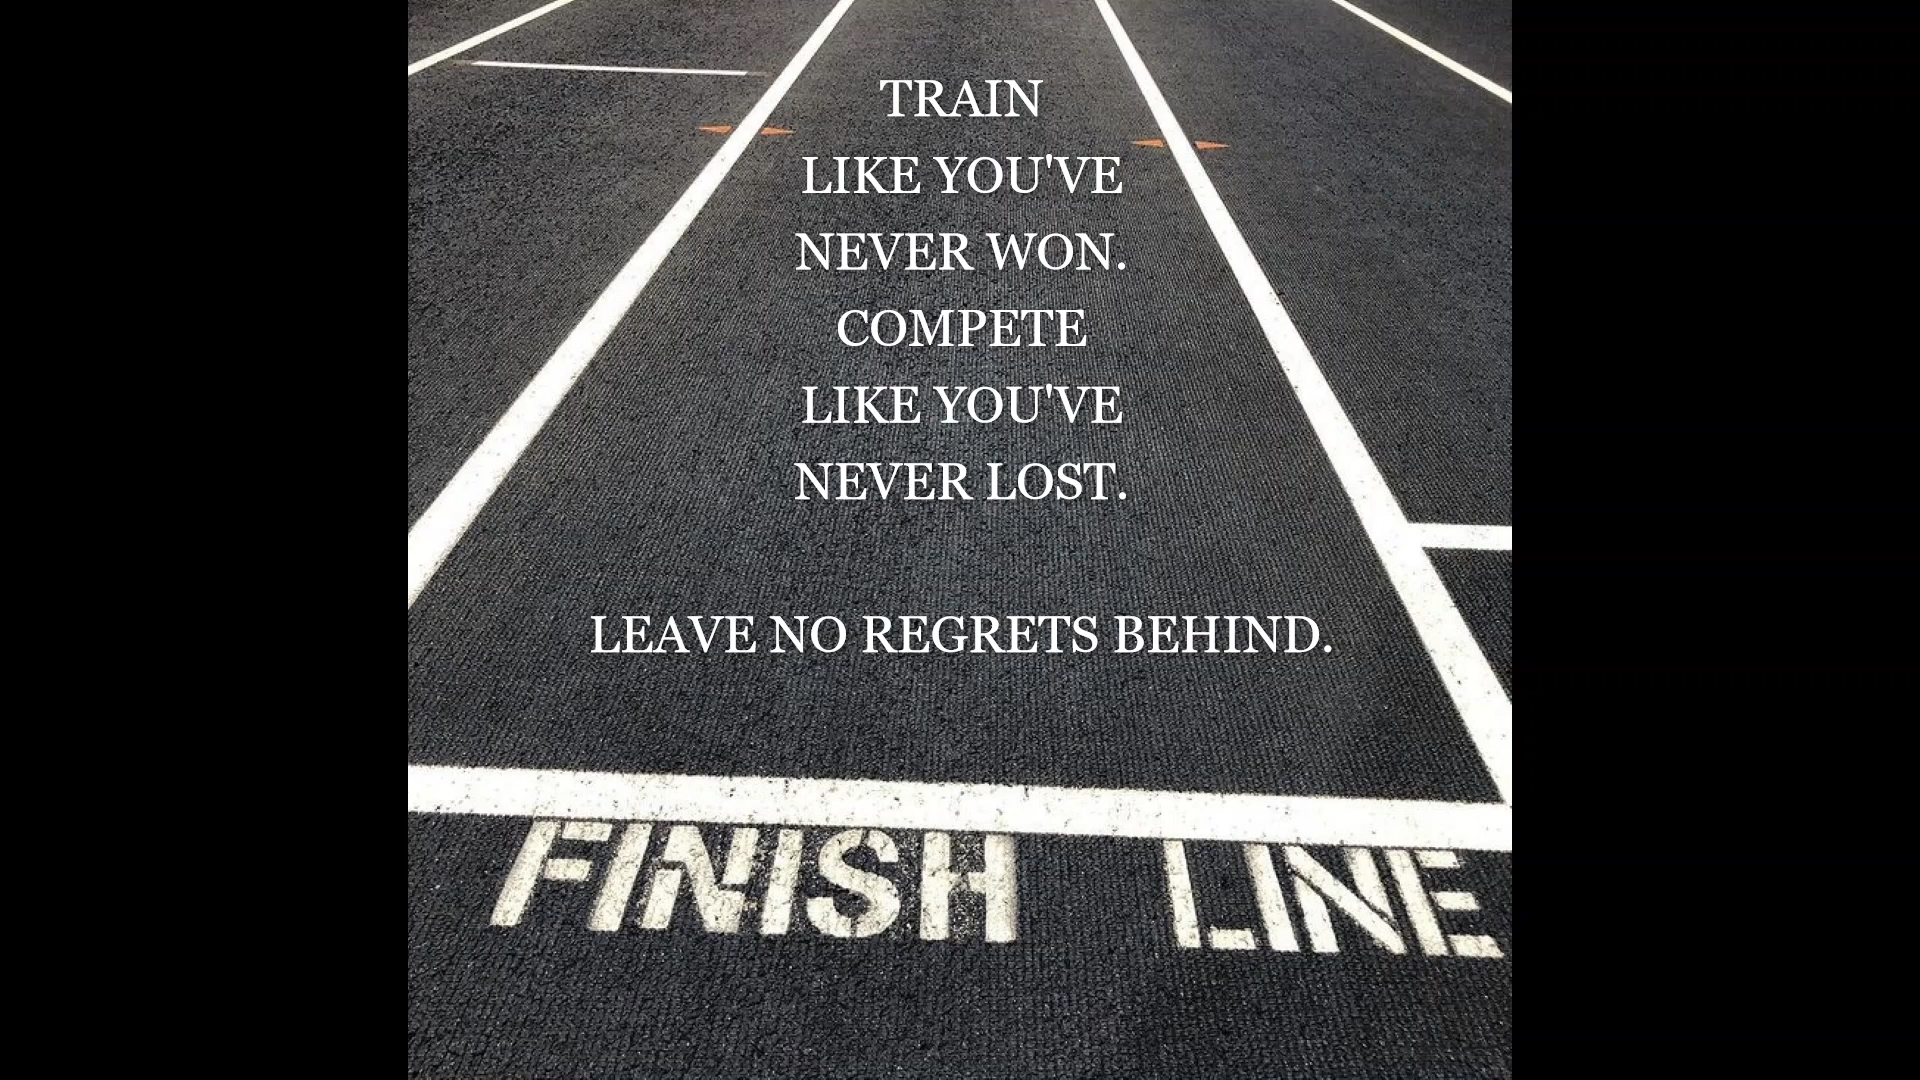 TRAIN
LIKE YOU'VE
NEVER WON.
COMPETE
LIKE YOU'VE
NEVER LOST.
LEAVE NO REGRETS BEHIND.
FINISH LINE